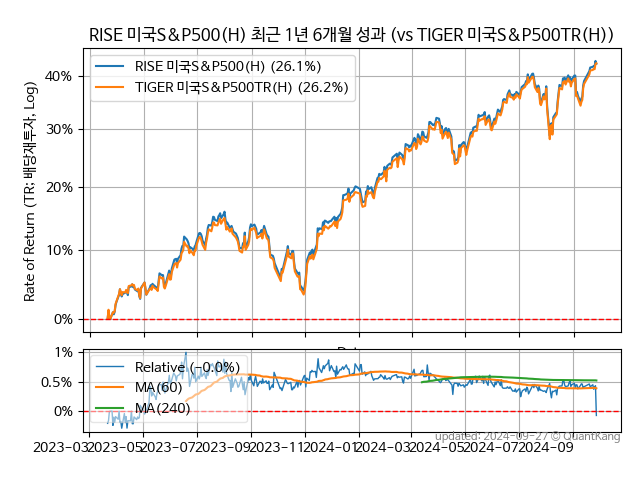 RISE 미국S&P500(H) 최근 1년 6개월 성과 (vs TIGER 미국S&P500TR(H))
RISE 미국S&P500(H) (26.1%)
TIGER 미국S&P500TR(H) (26.2%)
Rate of Return (TR: 배당재투자, Log)
40%
30%
20%
10%
0%
1%
0.5%
0%
Relative (−0.0%)
MA(60)
MA(240)
updated: 2024-09-27 © QuantKang
2023-03
2023-05
2023-07
2023-09
2023-11
2024-01
2024-03
2024-05
2024-07
2024-09